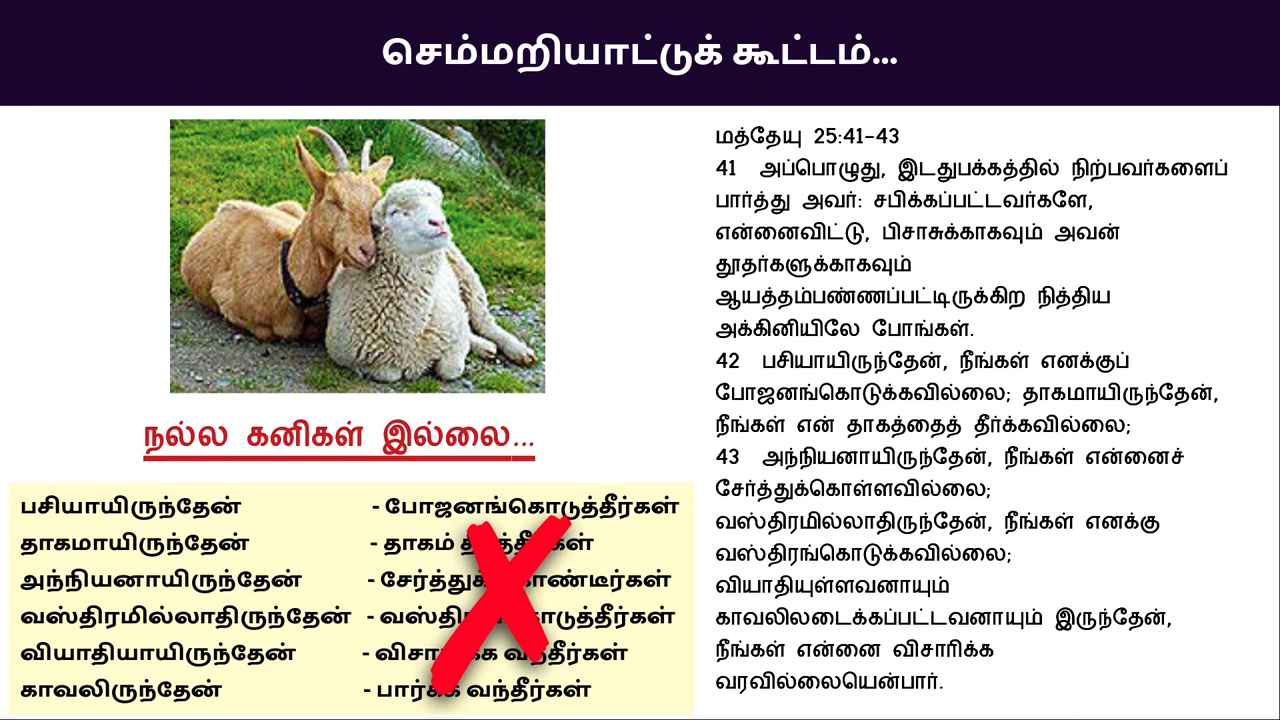 செம்மறியாட்டுக் கூட்டம்...
நல்ல கனிகள் இல்லை...
பசியாயிருந்தேன் - போஜனங்கொடுத்தீர்கள்
தாகமாயிருந்தேன் - தாகம்
அந்நியனாயிருந்தேன்
வஸ்திரமில்லாதிருந்தேன்
வியாதியாயிருந்தேன் - வந்தீர்கள்
காவலிருந்தேன் - பார்க்க வந்தீர்கள்
மத்தேயு 25:41-43
41 அப்பொழுது, இடதுபக்கத்தில் நிற்பவர்களைப்
பார்த்து அவர்: சபிக்கப்பட்டவர்களே,
என்னைவிட்டு, பிசாசுக்காகவும் அவன்
தூதர்களுக்காகவும்
ஆயத்தம்பண்ணப்பட்டிருக்கிற நித்திய
அக்கினியிலே போங்கள்.
42 பசியாயிருந்தேன், நீங்கள் எனக்குப்
போஜனங்கொடுக்கவில்லை; தாகமாயிருந்தேன்,
நீங்கள் என் தாகத்தைத் தீர்க்கவில்லை;
43 அந்நியனாயிருந்தேன், நீங்கள் என்னைச்
சேர்த்துக்கொள்ளவில்லை;
வஸ்திரமில்லாதிருந்தேன், நீங்கள் எனக்கு
வஸ்திரங்கொடுக்கவில்லை;
வியாதியுள்ளவனாயும்
காவலிலடைக்கப்பட்டவனாயும் இருந்தேன்,
நீங்கள் என்னை விசாரிக்க
வரவில்லையென்பார்.